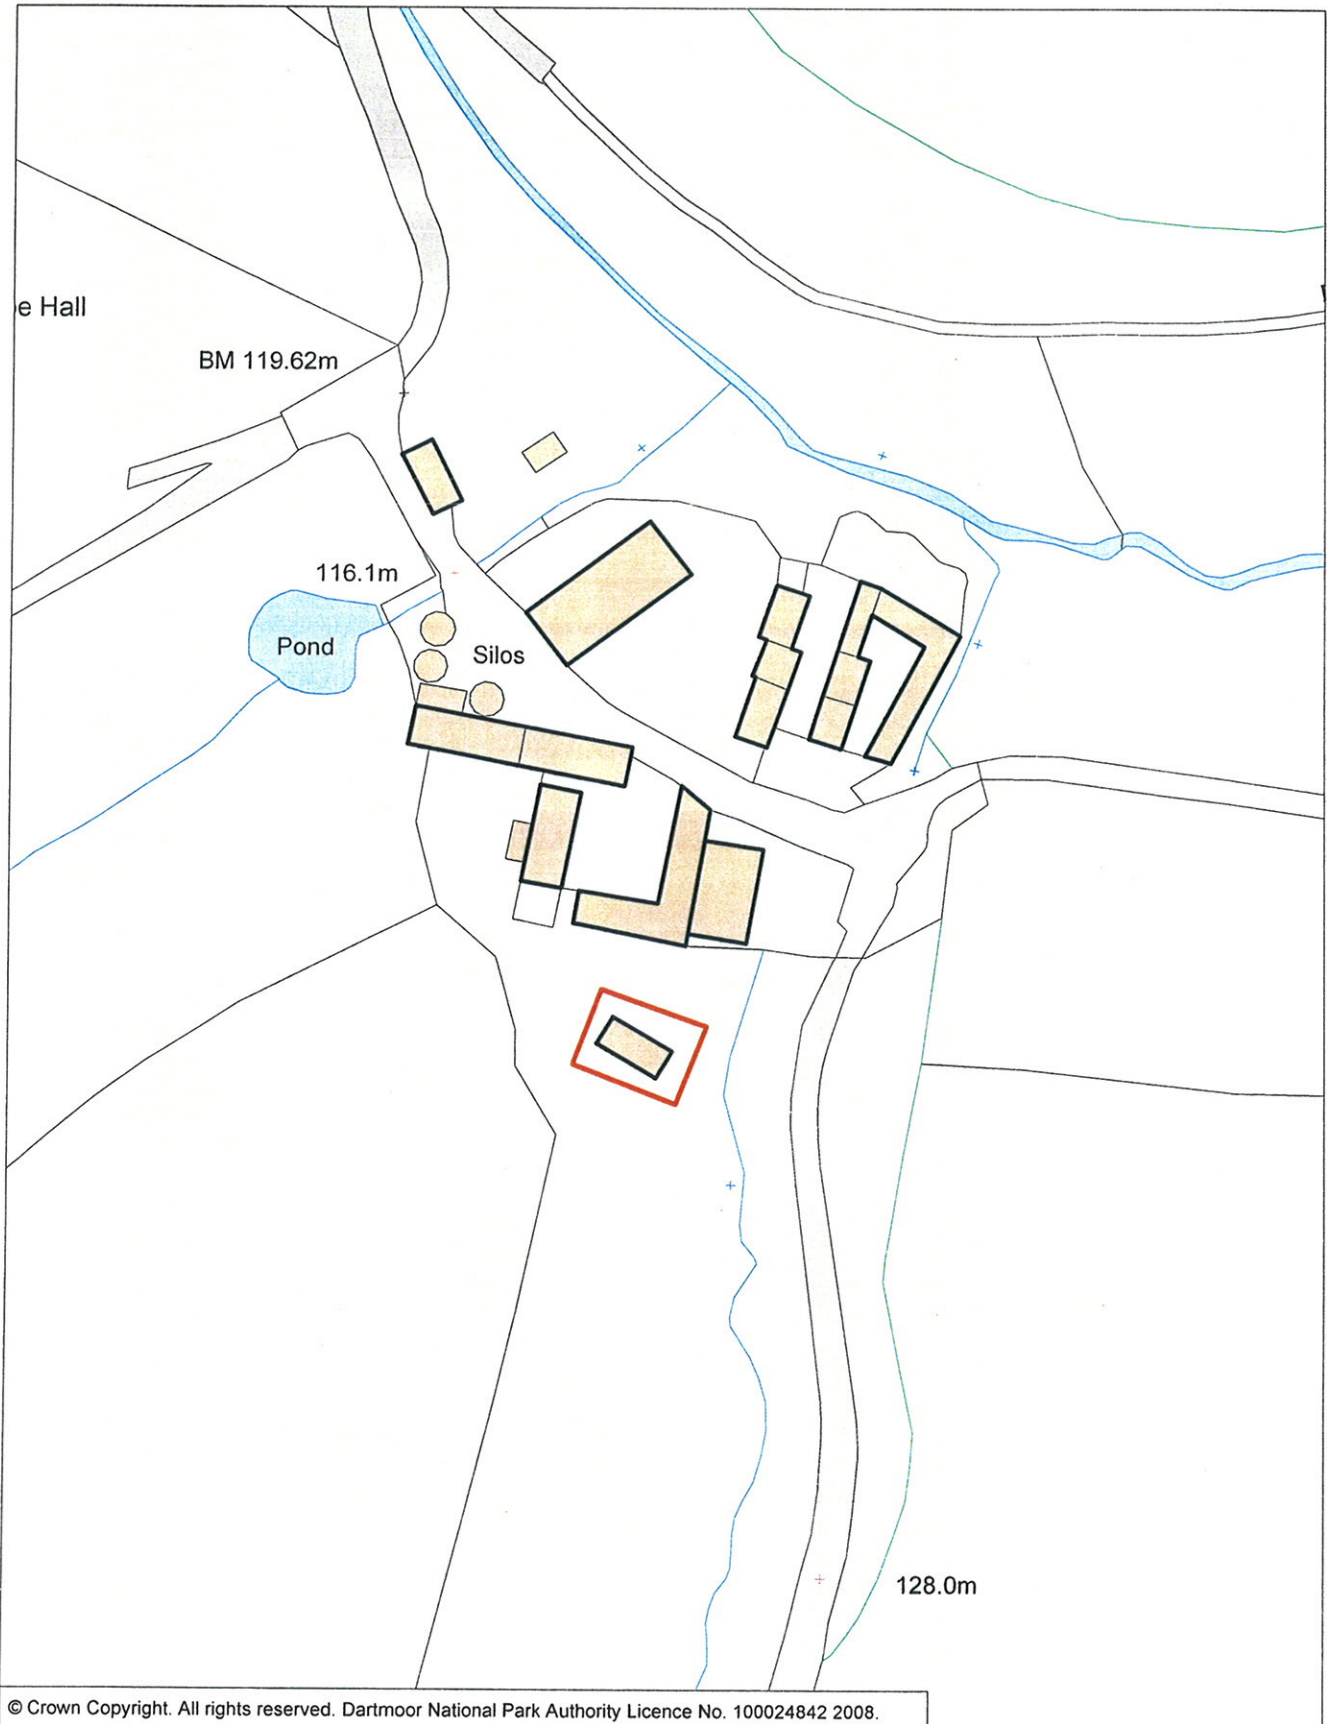 e Hall
BM 119.62m
116.1m
Pond
Silos
128.0m
© Crown Copyright. All rights reserved. Dartmoor National Park Authority Licence No. 100024842 2008.